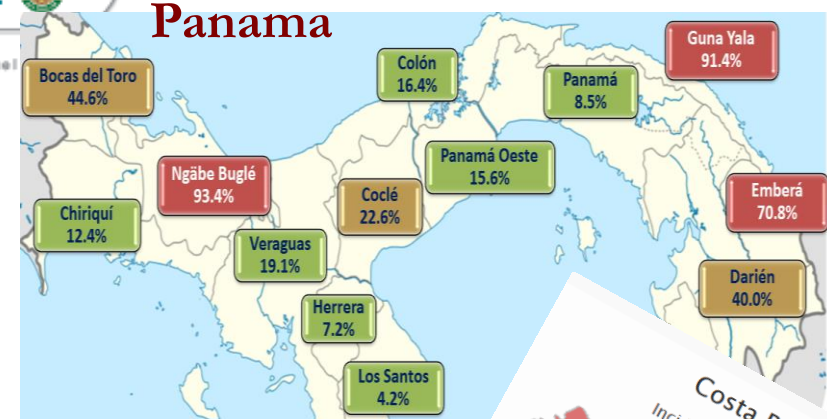 Panama
Guna Yala
91.4%
Colón
16.4%
Bocas del Toro
44.6%
Panamá
8.5%
Panamá Oeste
15.6%
Ngäbe Buglé
93.4%
Coclé
22.6%
Emberá
70.8%
Chiriquí
12.4%
Veraguas
19.1%
Darién
40.0%
Herrera
7.2%
Los Santos
4.2%
Costa